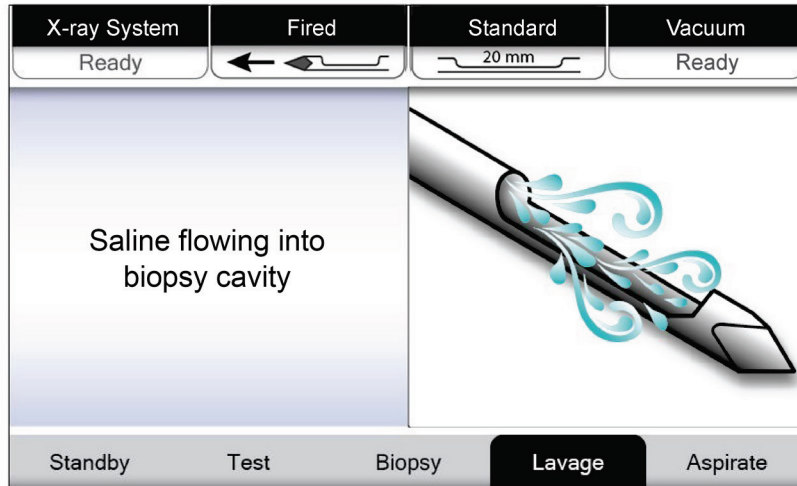 X-ray System Fired Standard Vacuum
Ready 20 mm Ready
Saline flowing into
biopsy cavity
Standby Test Biopsy Lavage Aspirate